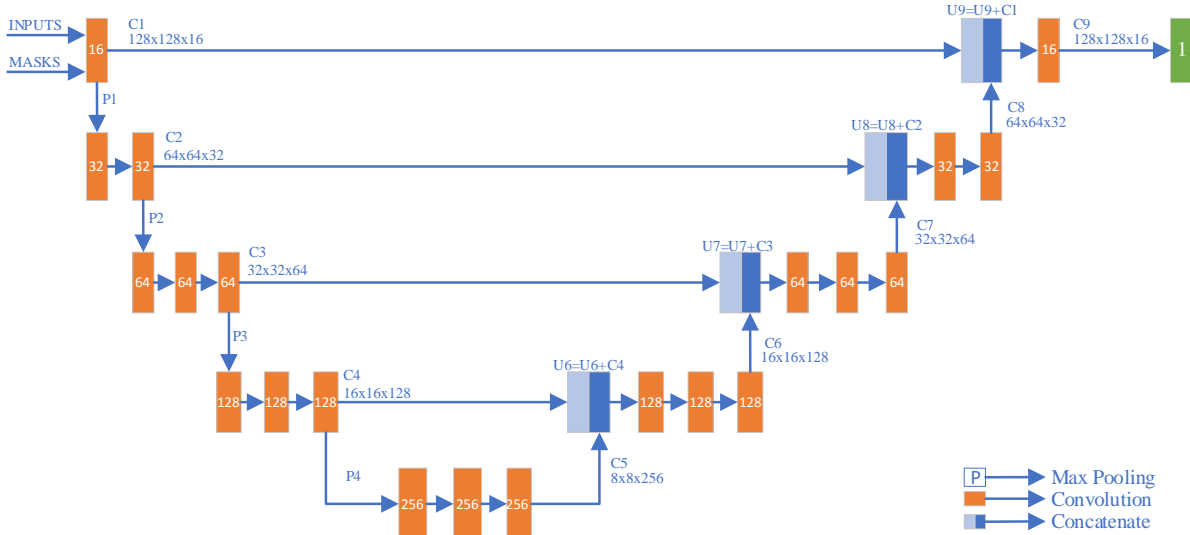 INPUTS
MASKS
16
C1
128x128x16
U9=U9+C1
16
C9
128x128x16
1
P1
32
32
C2
64x64x32
U8=U8+C2
32
32
C8
64x64x32
P2
64
64
64
C3
32x32x64
U7=U7+C3
64
64
64
C7
32x32x64
P3
128
128
128
C4
16x16x128
U6=U6+C4
128
128
128
C6
16x16x128
P4
256
256
256
C5
8x8x256
P
Max Pooling
Convolution
Concatenate